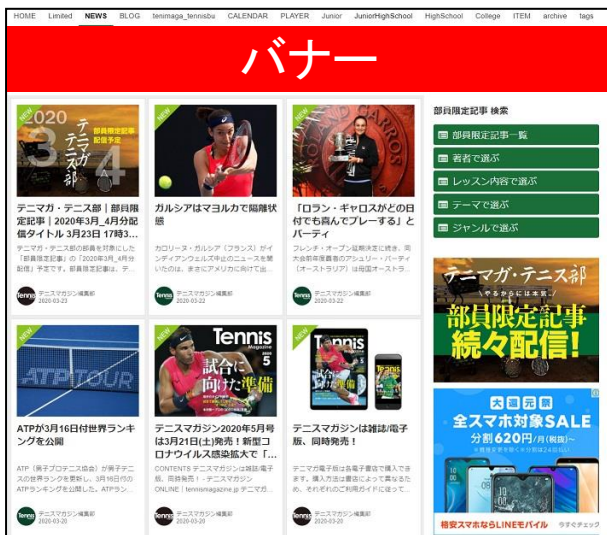 HOME Limited NEWS BLOG tenimaga_tennisbu CALENDAR PLAYER Junior JuniorHighSchool HighSchool College ITEM archive tags
バナー
NEW
2020
3 4
テニマガ・テニス部
部員限定記事
配信予定
テニマガ・テニス部|部員限
定記事|2020年3月_4月分配
信タイトル 3月23日 17時3...
テニマガ・テニス部の部員を対象にした
「部員限定記事」の「2020年3月_4月分
配信」予定です。部員限定記事は、テ...
Tennis
テニスマガジン編集部
2020-03-23
NEW
ガルシアはマヨルカで隔離状
態
カロリーヌ・ガルシア(フランス)がイ
ンディアンウェルズ中止のニュースを聞
いたのは、まさにアメリカに向けて出...
Tennis
テニスマガジン編集部
2020-03-22
NEW
ROLAND GARROS
「ロラン・ギャロスがどの日
付でも喜んでプレーする」と
バーティ
フレンチ・オープン延期決定に続き、同
大会前年度覇者のアシュリー・バーティ
(オーストラリア)は母国オーストラ...
Tennis
テニスマガジン編集部
2020-03-22
NEW
ATP TOUR
ATPが3月16日付世界ランキ
ングを公開
ATP(男子プロテニス協会)が男子テニ
スの世界ランクを更新し、3月16日付の
ATPランキングを公開した。ATPラン...
Tennis
テニスマガジン編集部
2020-03-20
NEW
Tennis
Magazine
5
試合に
向けた準備
テニスマガジン2020年5月号
は3月21日(土)発売！新型コ
ロナウイルス感染拡大で「...
CONTENTS テニスマガジンは雑誌/電子
版、同時発売！ - テニスマガジン
ONLINE｜tennismagazine.jp テニマガ...
Tennis
テニスマガジン編集部
2020-03-20
NEW
テニスマガジンは雑誌/電子
版、同時発売！
テニマガ電子版は各電子書店で購入でき
ます。購入方法は書店によって異なるた
め、それぞれのご利用ガイドに従って...
Tennis
テニスマガジン編集部
2020-03-20
部員限定記事 検索
部員限定記事一覧
著者で選ぶ
レッスン内容で選ぶ
テーマで選ぶ
ジャンルで選ぶ
テニマガ・テニス部
\やるからには本気。/
部員限定記事
続々配信!
大還元祭
全スマホ対象SALE
分割620円/月(税抜)~
格安スマホならLINEモバイル 今すぐチェック